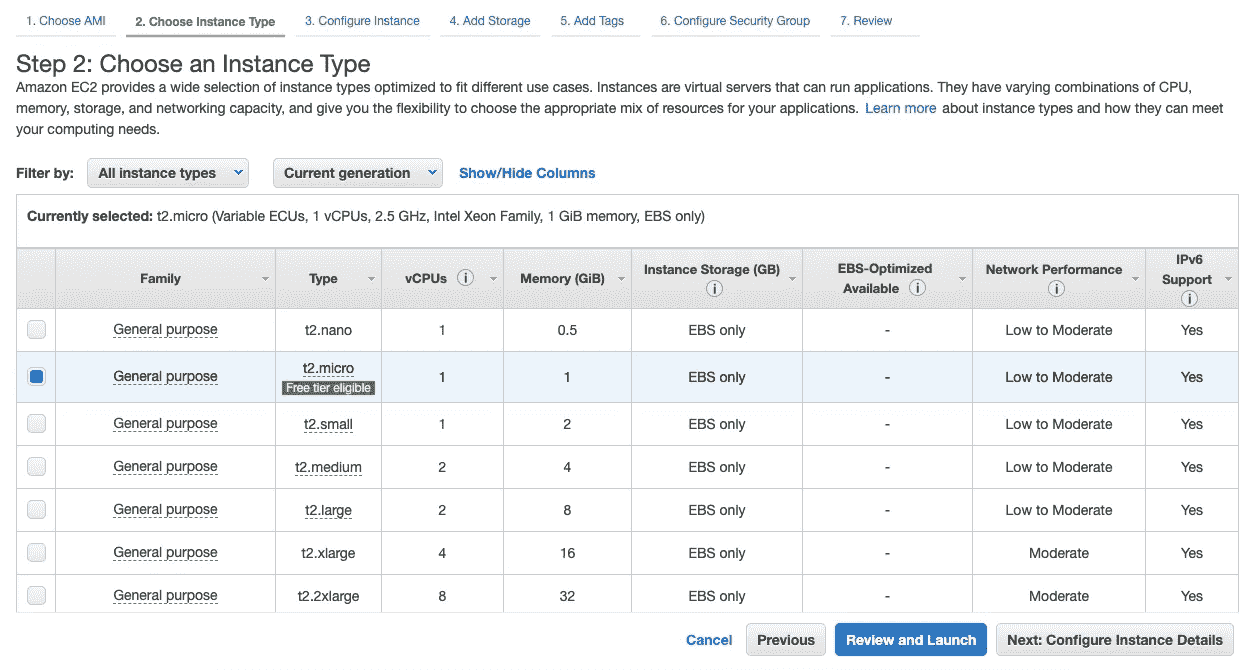 1. Choose AMI 2. Choose Instance Type 3. Configure Instance 4. Add Storage 5. Add Tags 6. Configure Security Group 7. Review
Step 2: Choose an Instance Type
Amazon EC2 provides a wide selection of instance types optimized to fit different use cases. Instances are virtual servers that can run applications. They have varying combinations of CPU,
memory, storage, and networking capacity, and give you the flexibility to choose the appropriate mix of resources for your applications. Learn more about instance types and how they can meet
your computing needs.
Filter by: All instance types Current generation Show/Hide Columns
Currently selected: t2.micro (Variable ECUs, 1 vCPUs, 2.5 GHz, Intel Xeon Family, 1 GiB memory, EBS only)
Family Type vCPUs i Memory (GiB) Instance Storage (GB) i EBS-Optimized Available i Network Performance i IPv6 Support i
General purpose t2.nano 1 0.5 EBS only - Low to Moderate Yes
General purpose t2.micro Free tier eligible 1 1 EBS only - Low to Moderate Yes
General purpose t2.small 1 2 EBS only - Low to Moderate Yes
General purpose t2.medium 2 4 EBS only - Low to Moderate Yes
General purpose t2.large 2 8 EBS only - Low to Moderate Yes
General purpose t2.xlarge 4 16 EBS only - Moderate Yes
General purpose t2.2xlarge 8 32 EBS only - Moderate Yes
Cancel Previous Review and Launch Next: Configure Instance Details